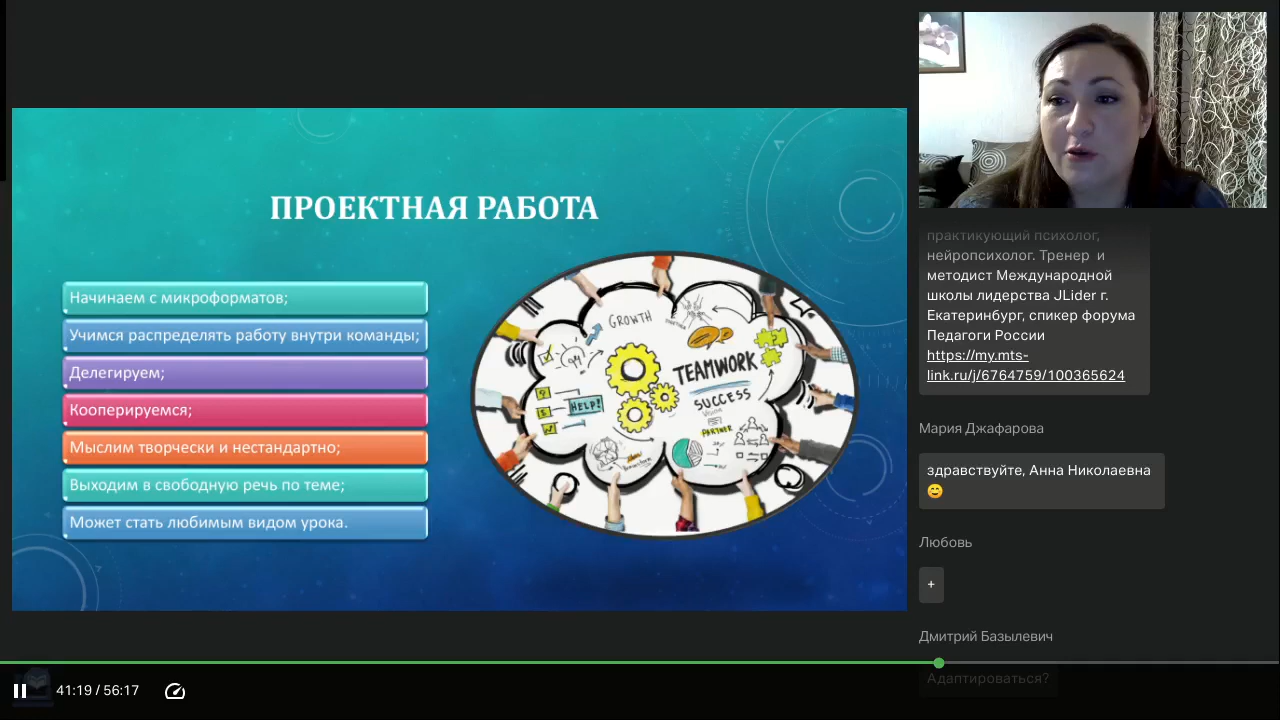 ПРОЕКТНАЯ РАБОТА
Начинаем с микроформатов;
Учимся распределять работу внутри команды;
Делегируем;
Кооперируемся;
Мыслим творчески и нестандартно;
Выходим в свободную речь по теме;
Может стать любимым видом урока.
GROWTH
TEAMWORK
SUCCESS
HELP!
PARTNER
практикующий психолог,
нейропсихолог. Тренер и
методист Международной
школы лидерства JLider г.
Екатеринбург, спикер форума
Педагоги России
https://my.mts-
link.ru/j/6764759/100365624
Мария Джафарова
здравствуйте, Анна Николаевна
😊
Любовь
+
Дмитрий Базылевич
Адаптироваться?
41:19 / 56:17